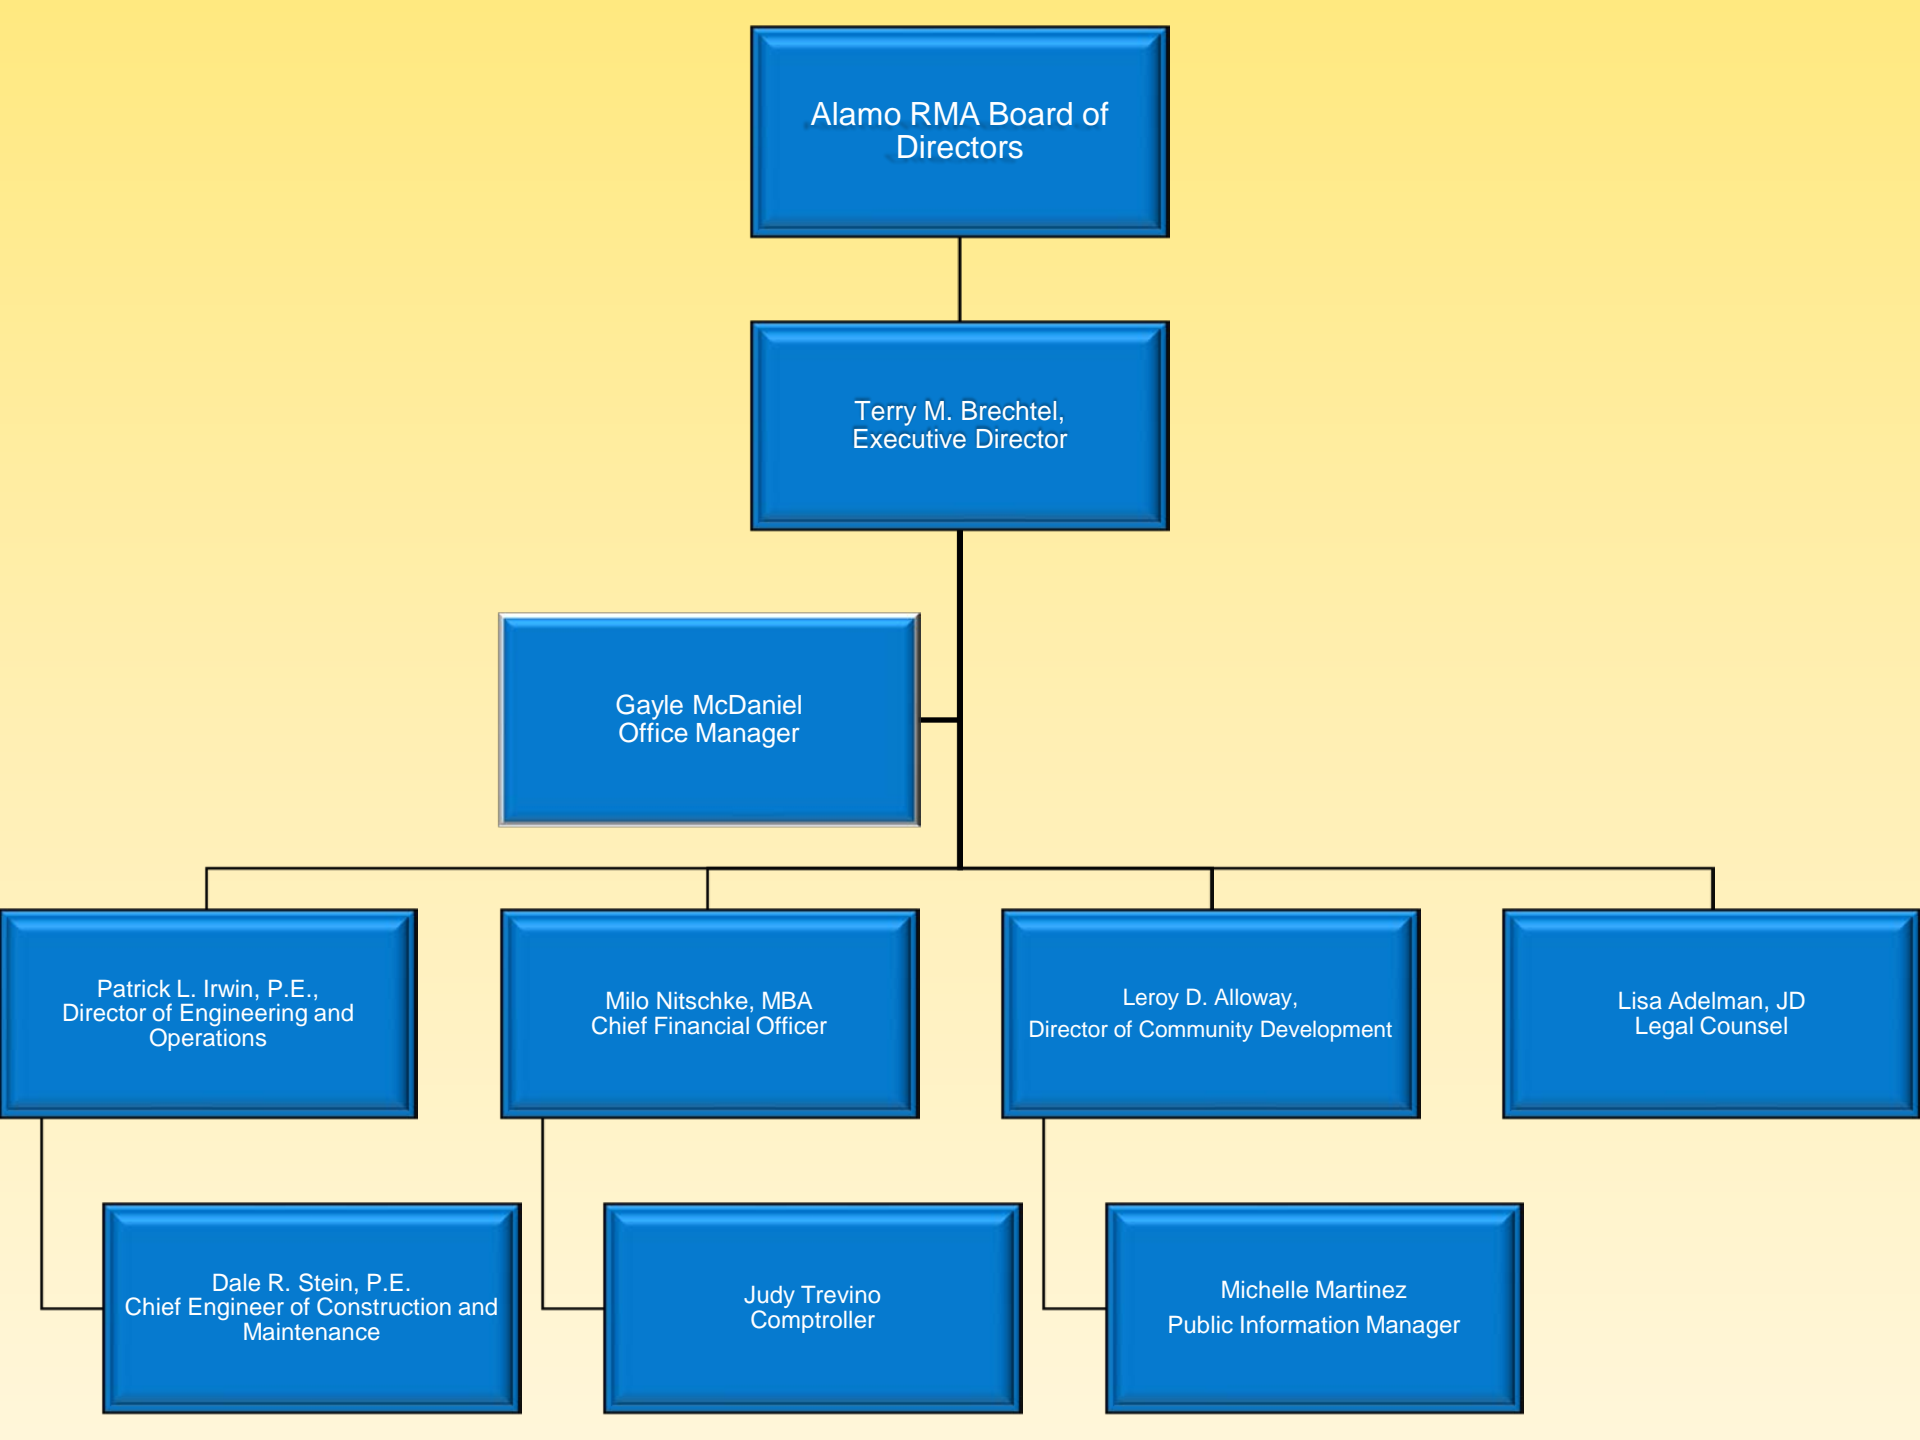 Alamo RMA Board of
Directors
Terry M. Brechtel,
Executive Director
Gayle McDaniel
Office Manager
Patrick L. Irwin, P.E.,
Director of Engineering and
Operations
Milo Nitschke, MBA
Chief Financial Officer
Leroy D. Alloway,
Director of Community Development
Lisa Adelman, JD
Legal Counsel
Dale R. Stein, P.E.
Chief Engineer of Construction and
Maintenance
Judy Trevino
Comptroller
Michelle Martinez
Public Information Manager